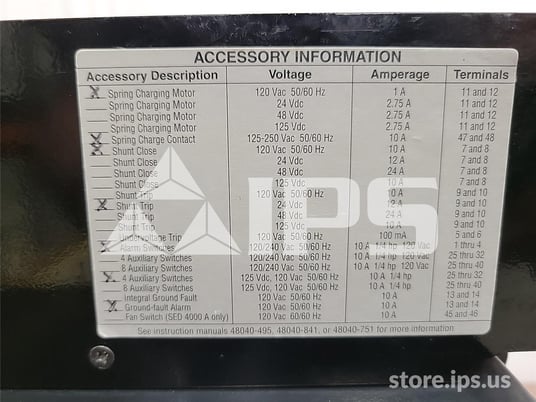 ACCESSORY INFORMATION
Accessory Description Voltage Amperage Terminals
X Spring Charging Motor 120 Vac 50/60 Hz 1 A 11 and 12
Spring Charging Motor 24 Vdc 2.75 A 11 and 12
Spring Charging Motor 48 Vdc 2.75 A 11 and 12
Spring Charging Motor 125 Vdc 2.75 A 11 and 12
X Spring Charge Contact 125-250 Vac 50/60 Hz 10 A 47 and 48
X Shunt Close 120 Vac 50/60 Hz 10 A 7 and 8
Shunt Close 24 Vdc 12 A 7 and 8
Shunt Close 48 Vdc 24 A 7 and 8
Shunt Close 125 Vdc 10 A 7 and 8
Shunt Trip 120 Vac 50/60 Hz 10 A 9 and 10
X Shunt Trip 24 Vdc 12 A 9 and 10
Shunt Trip 48 Vdc 24 A 9 and 10
Shunt Trip 125 Vdc 10 A 9 and 10
Undervoltage Trip 120 Vac 50/60 Hz 100 mA 5 and 6
X Alarm Switches 120/240 Vac 50/60 Hz 10 A 1/4 hp 120 Vac 1 thru 4
4 Auxiliary Switches 120/240 Vac 50/60 Hz 10 A 1/4 hp 120 Vac 25 thru 32
8 Auxiliary Switches 120/240 Vac 50/60 Hz 10 A 1/4 hp 120 Vac 25 thru 40
X 4 Auxiliary Switches 125 Vdc, 120 Vac 50/60 Hz 10 A 1/4 hp 25 thru 32
8 Auxiliary Switches 125 Vdc, 120 Vac 50/60 Hz 10 A 1/4 hp 25 thru 40
Integral Ground Fault 120 Vac 50/60 Hz 10 A 13 and 14
X Ground-fault Alarm 120 Vac 50/60 Hz 10 A 13 and 14
Fan Switch (SED 4000 A only) 120 Vac 60/60 Hz 10 A 45 and 46
See instruction manuals 48040-495, 48040-841, or 48040-751 for more information
IPS
store.ips.us